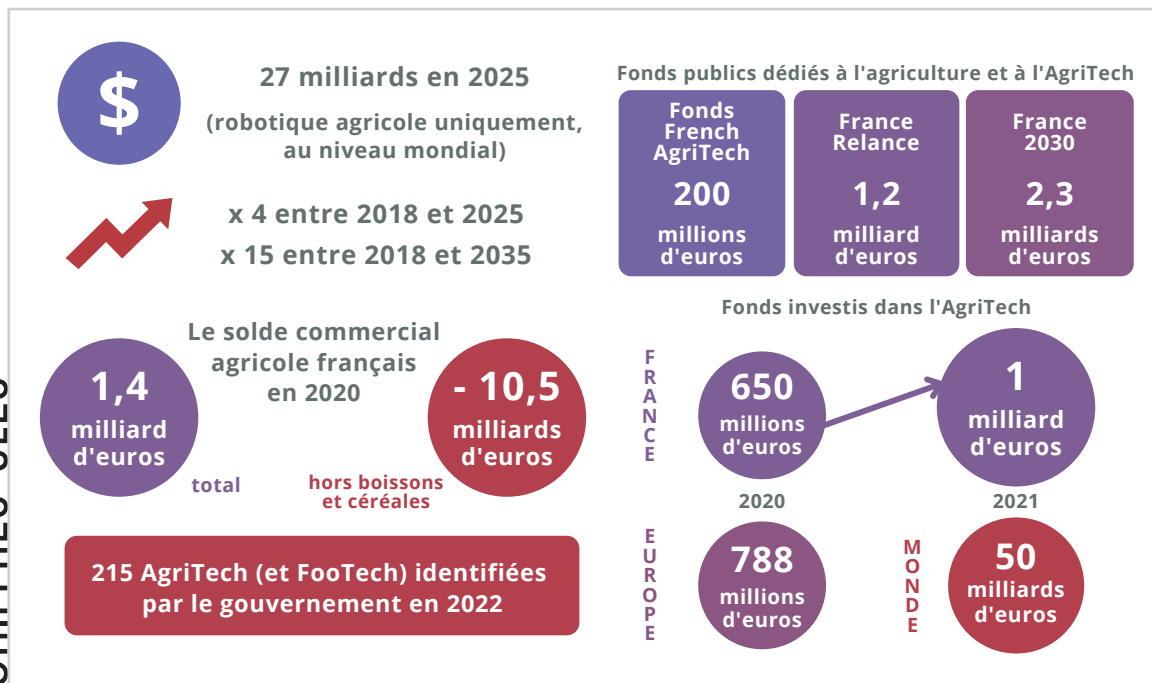 $
27 milliards en 2025
(robotique agricole uniquement,
au niveau mondial)
x 4 entre 2018 et 2025
x 15 entre 2018 et 2035
Le solde commercial
agricole français
en 2020
1,4
milliard
d'euros
total
- 10,5
milliards
d'euros
hors boissons
et céréales
215 AgriTech (et FooTech) identifiées
par le gouvernement en 2022
Fonds publics dédiés à l'agriculture et à l'AgriTech
Fonds
French
AgriTech
200
millions
d'euros
France
Relance
1,2
milliard
d'euros
France
2030
2,3
milliards
d'euros
Fonds investis dans l'AgriTech
FRANCE
650
millions
d'euros
2020
1
milliard
d'euros
2021
EUROPE
788
millions
d'euros
MONDE
50
milliards
d'euros